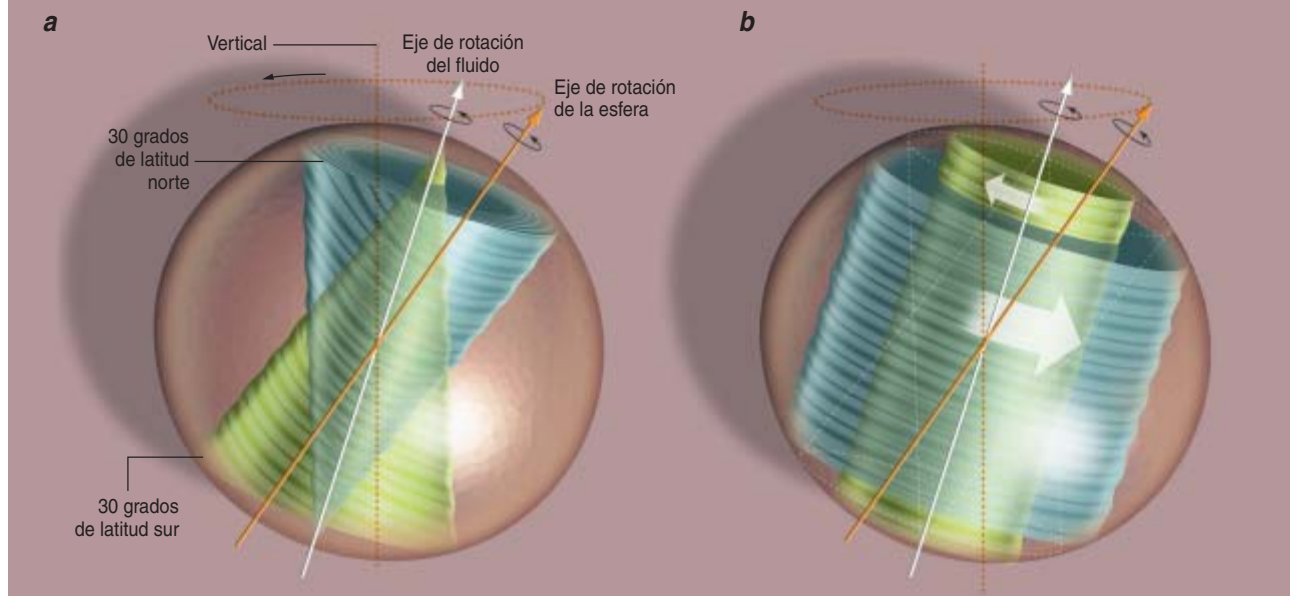 a
b
Vertical
Eje de rotación
del fluido
Eje de rotación
de la esfera
30 grados
de latitud
norte
30 grados
de latitud sur